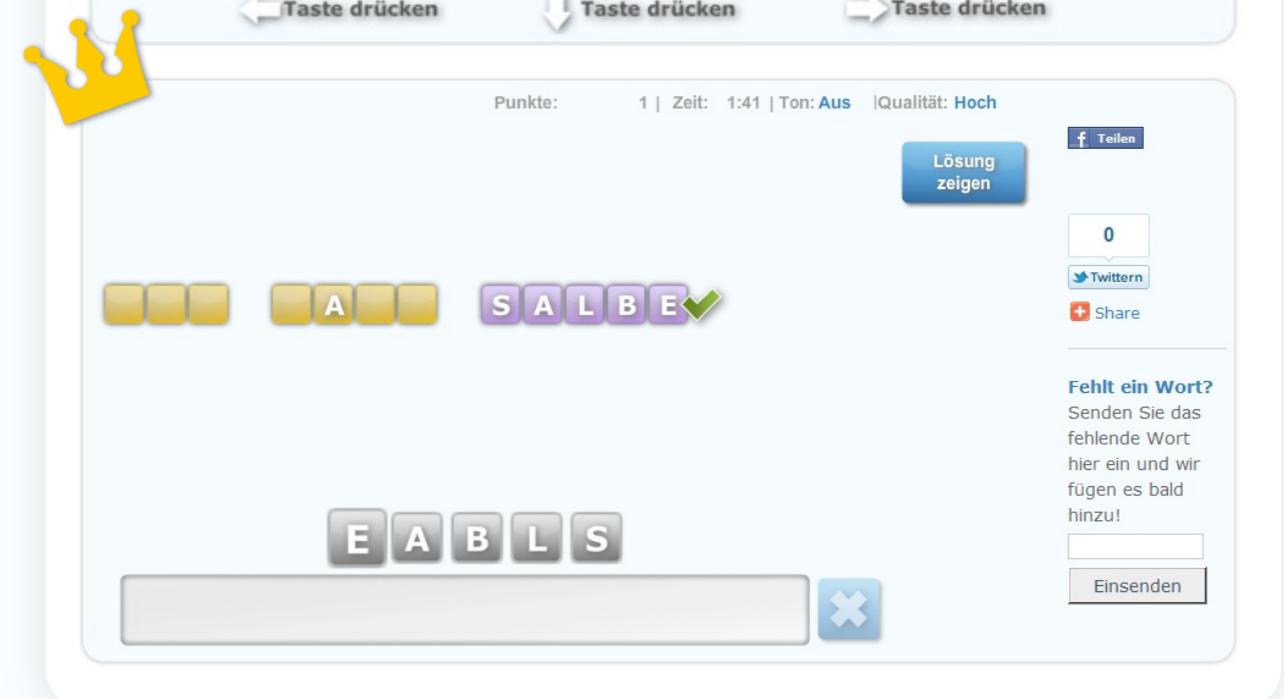 Taste drücken Taste drücken Taste drücken
Punkte: 1 | Zeit: 1:41 | Ton: Aus |Qualität: Hoch
f Teilen
Lösung
zeigen
0
Twittern
A SALBE
Share
Fehlt ein Wort?
Senden Sie das
fehlende Wort
hier ein und wir
fügen es bald
hinzu!
E A B L S
Einsenden